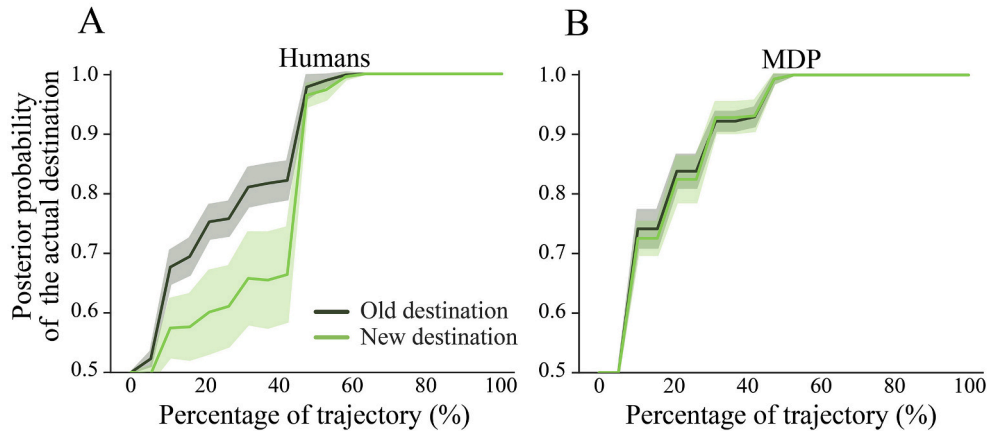 A
Humans
Posterior probability
of the actual destination
1.0
0.9
0.8
0.7
0.6
0.5
0
20
40
60
80
100
Percentage of trajectory (%)
Old destination
New destination
B
MDP
1.0
0.9
0.8
0.7
0.6
0.5
0
20
40
60
80
100
Percentage of trajectory (%)